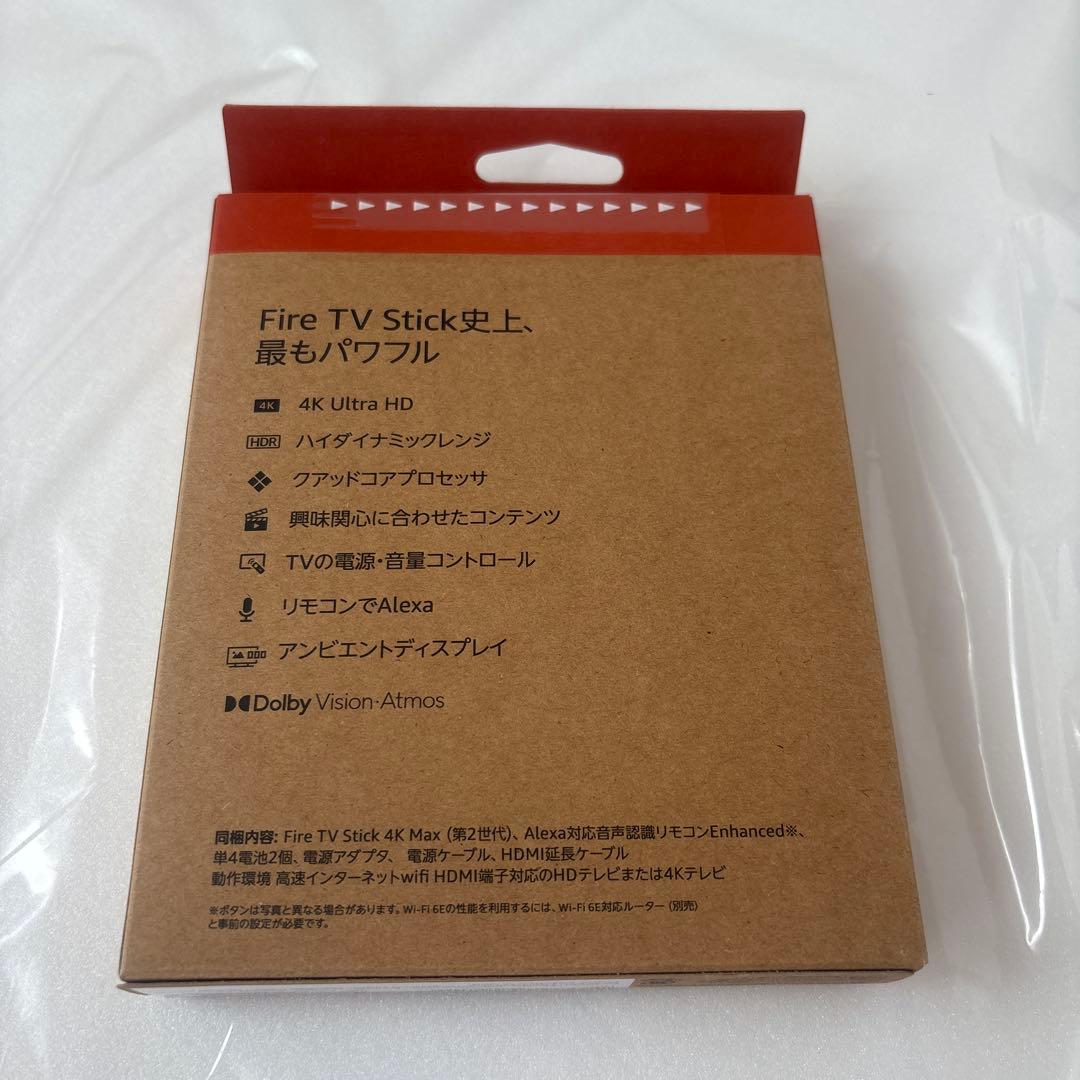 Fire TV Stick史上、
最もパワフル
4K 4K Ultra HD
HDR ハイダイナミックレンジ
クアッドコアプロセッサ
興味関心に合わせたコンテンツ
TVの電源・音量コントロール
リモコンでAlexa
アンビエントディスプレイ
Dolby Vision·Atmos
同梱内容: Fire TV Stick 4K Max (第2世代)、Alexa対応音声認識リモコンEnhanced※、
単4電池2個、電源アダプタ、 電源ケーブル、HDMI延長ケーブル
動作環境 高速インターネットwifi HDMI端子対応のHDテレビまたは4Kテレビ
※ボタンは写真と異なる場合があります。Wi-Fi 6Eの性能を利用するには、Wi-Fi 6E対応ルーター（別売）
と事前の設定が必要です。